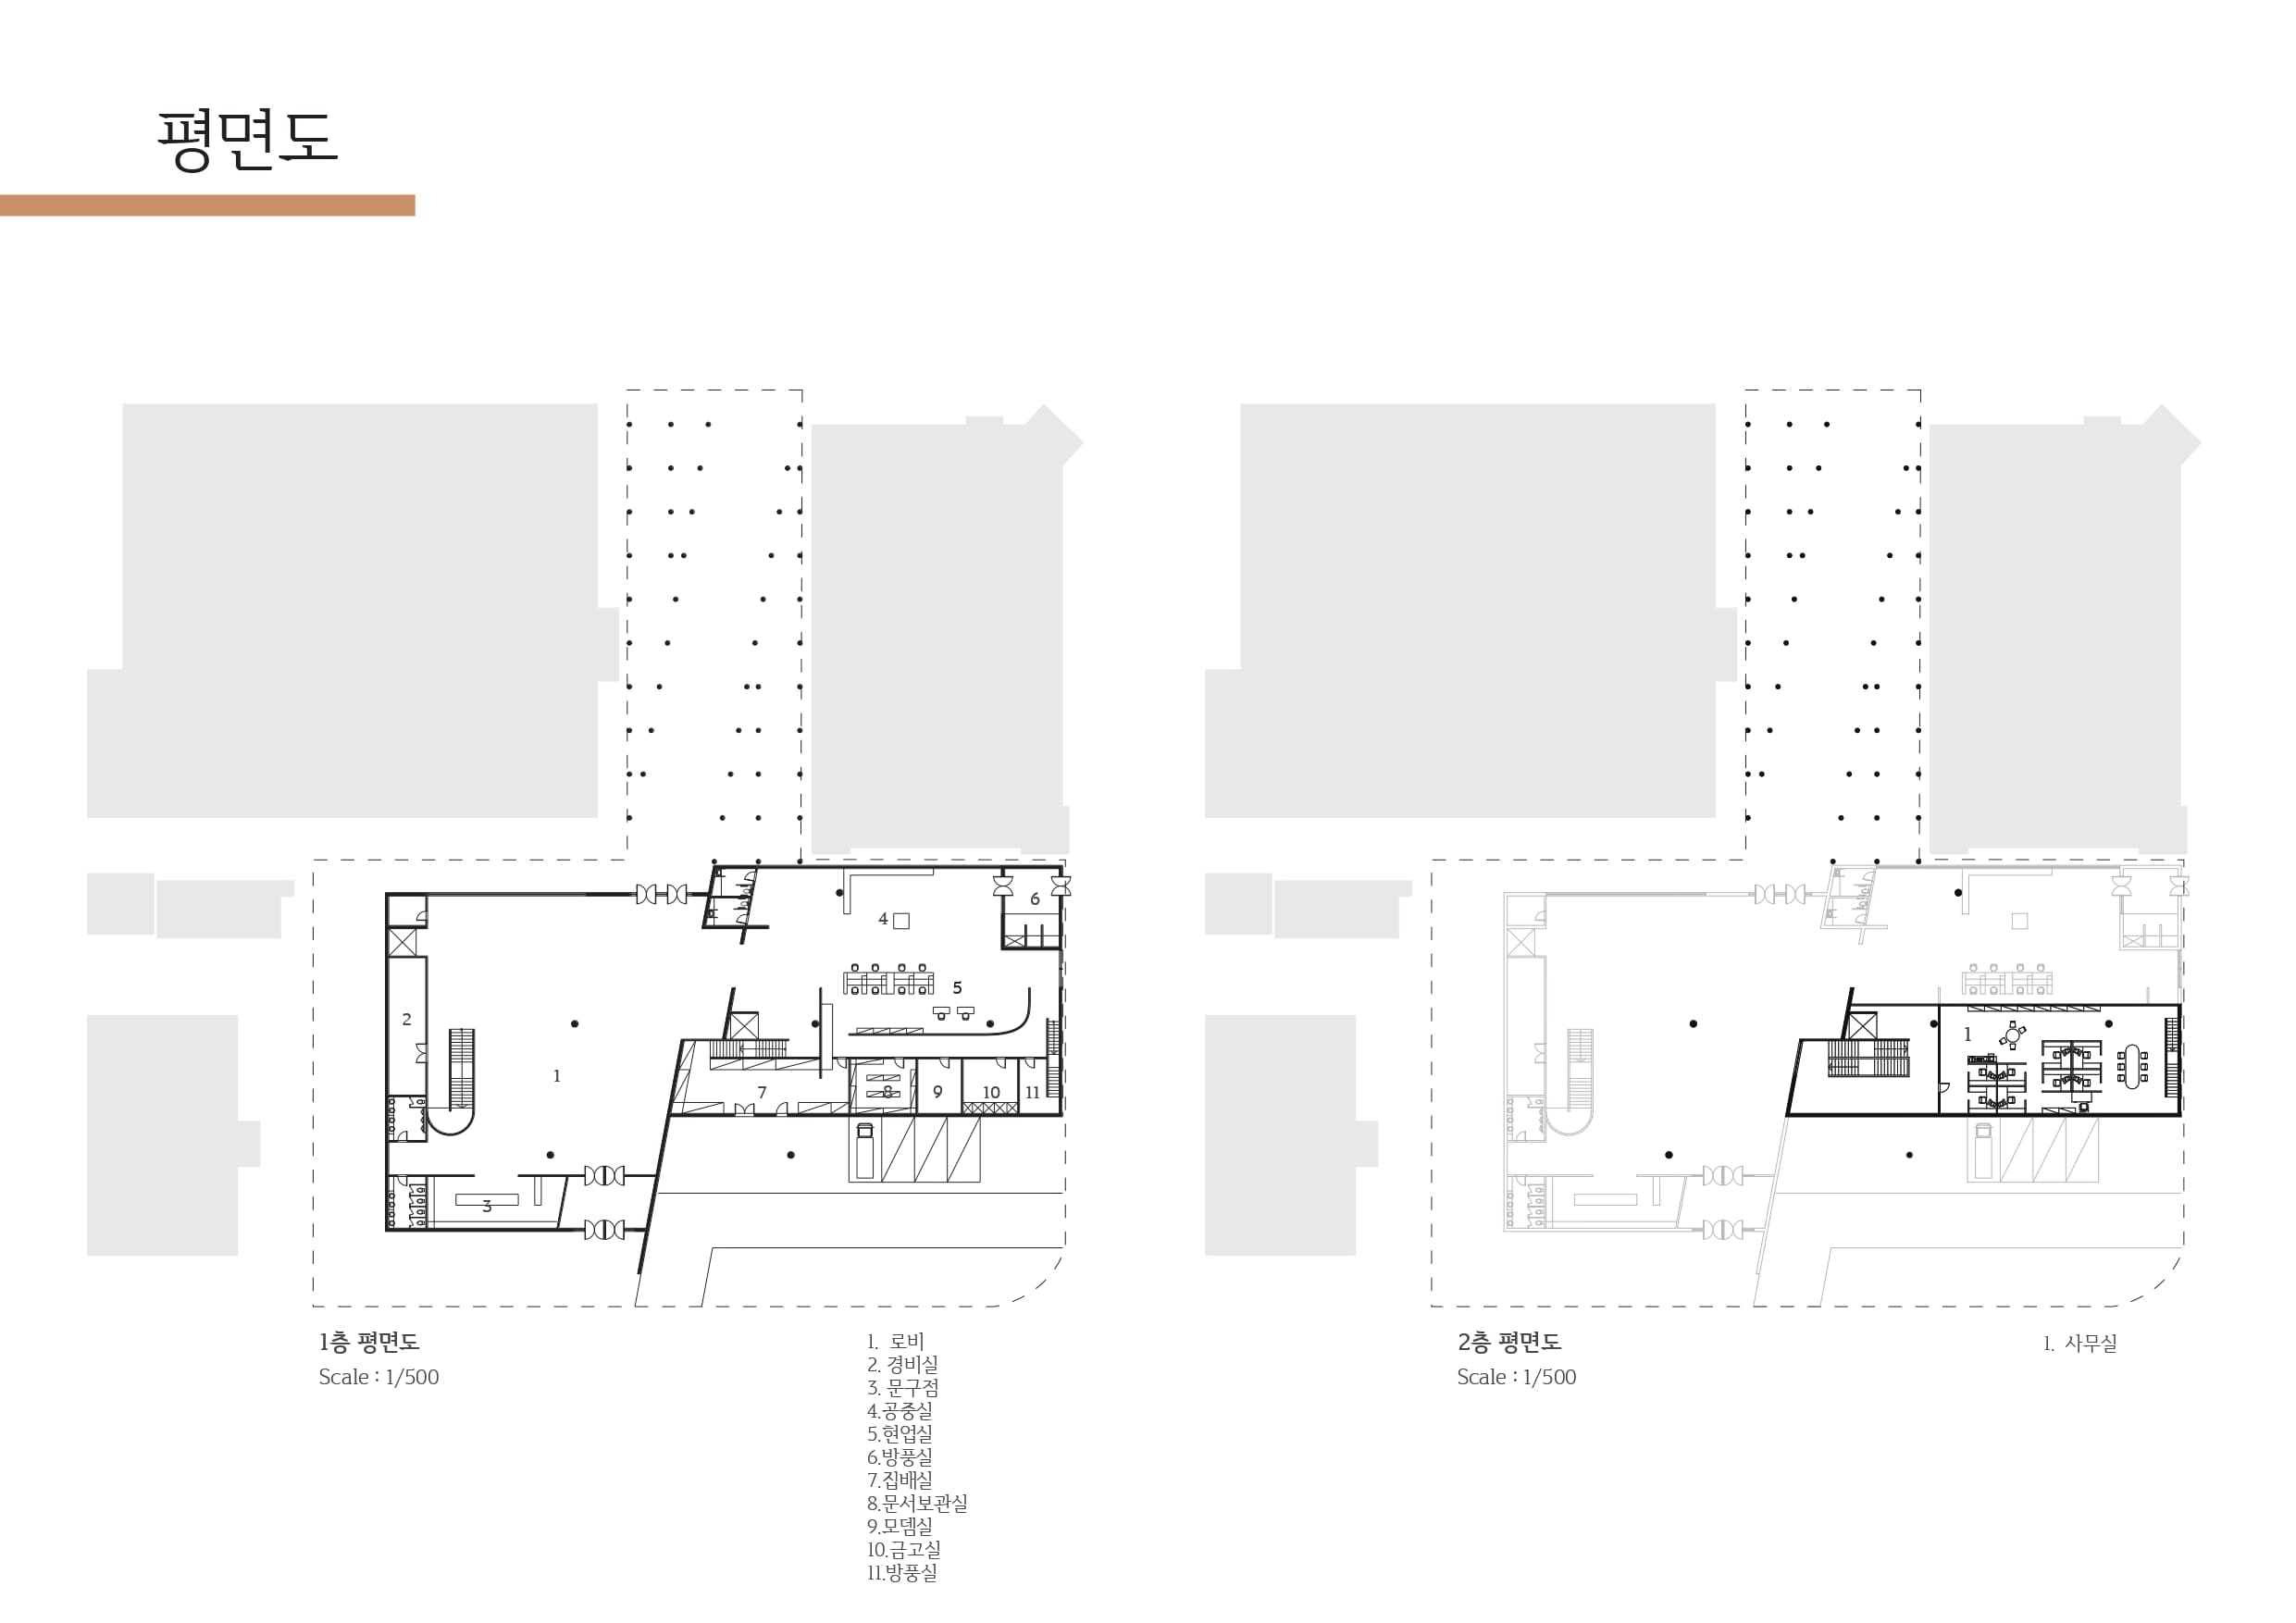 평면도
4
6
5
2
1
7
8
9
10
11
3
1
1층 평면도
Scale : 1/500
1. 로비
2. 경비실
3. 문구점
4.공중실
5.현업실
6.방풍실
7.집배실
8.문서보관실
9.모뎀실
10.금고실
11.방풍실
2층 평면도
Scale : 1/500
1. 사무실